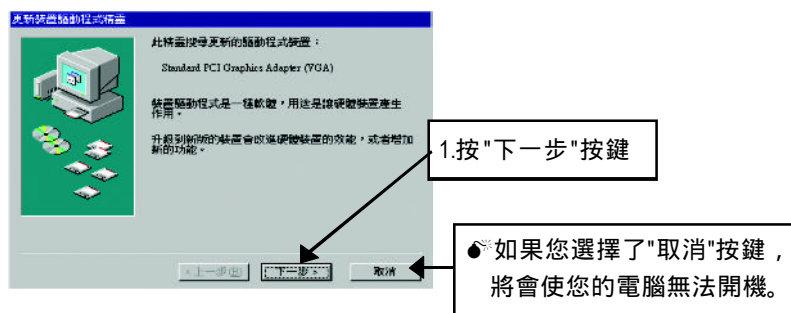 更新裝置驅動程式精靈
此精靈搜尋更新的驅動程式裝置：
Standard PCI Graphics Adapter (VGA)
裝置驅動程式是一種軟體，用途是讓硬體裝置產生
作用。
升級到新版的裝置會改進硬體裝置的效能，或者增加
新的功能。
1.按"下一步"按鍵
<上一步(B)
下一步>
取消
💣如果您選擇了"取消"按鍵，
將會使您的電腦無法開機。